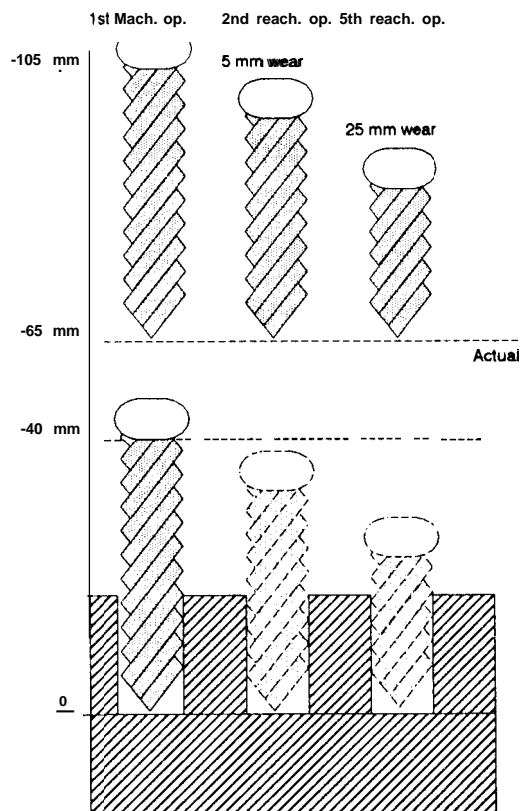 1st Mach. op. 2nd reach. op. 5th reach. op.
-105 mm
5 mm wear
25 mm wear
-65 mm
Actual
-40 mm
0